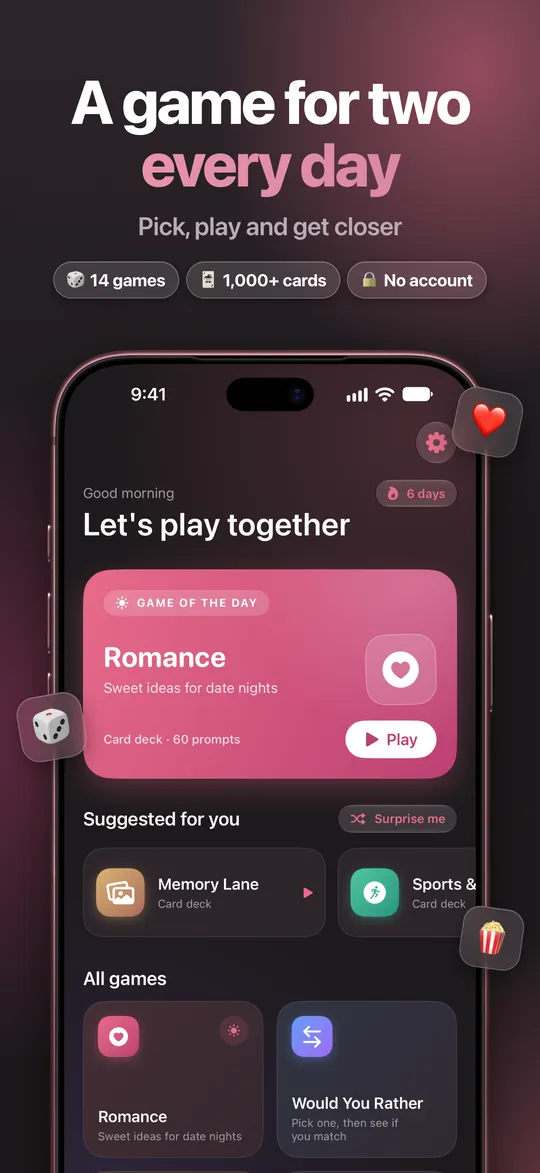 A game for two
every day
Pick, play and get closer
14 games
1,000+ cards
No account
9:41
Good morning
6 days
Let's play together
GAME OF THE DAY
Romance
Sweet ideas for date nights
Card deck · 60 prompts
Play
Suggested for you
Surprise me
Memory Lane
Card deck
Sports &
Card deck
All games
Romance
Sweet ideas for date nights
Would You Rather
Pick one, then see if
you match